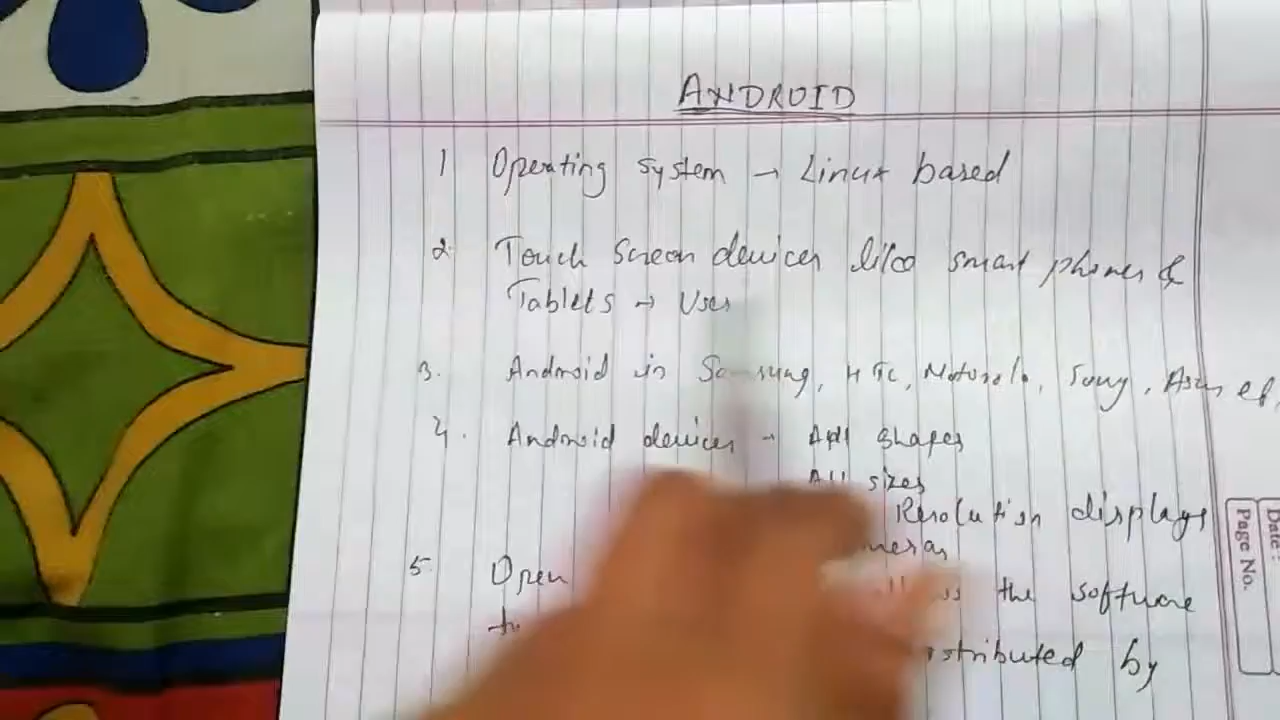 ANDROID
1 Operating system → Linux based
2. Touch Screen devices like smart phones &
Tablets → Uses
3. Android in Samsung, HTC, Motorola, Sony, Asus
4. Android devices - All shapes
All sizes
Resolution displays
5. Open the software
distributed by
Date:
Page No.